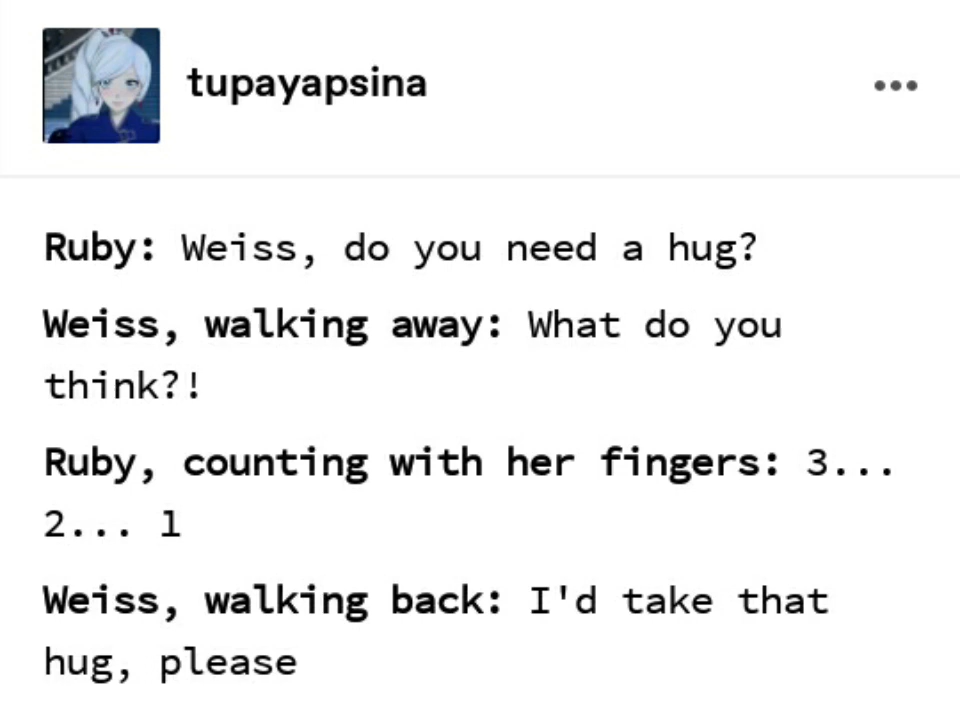 tupayapsina
Ruby: Weiss, do you need a hug?
Weiss, walking away: What do you
think?!
Ruby, counting with her fingers: 3...
2... 1
Weiss, walking back: I'd take that
hug, please